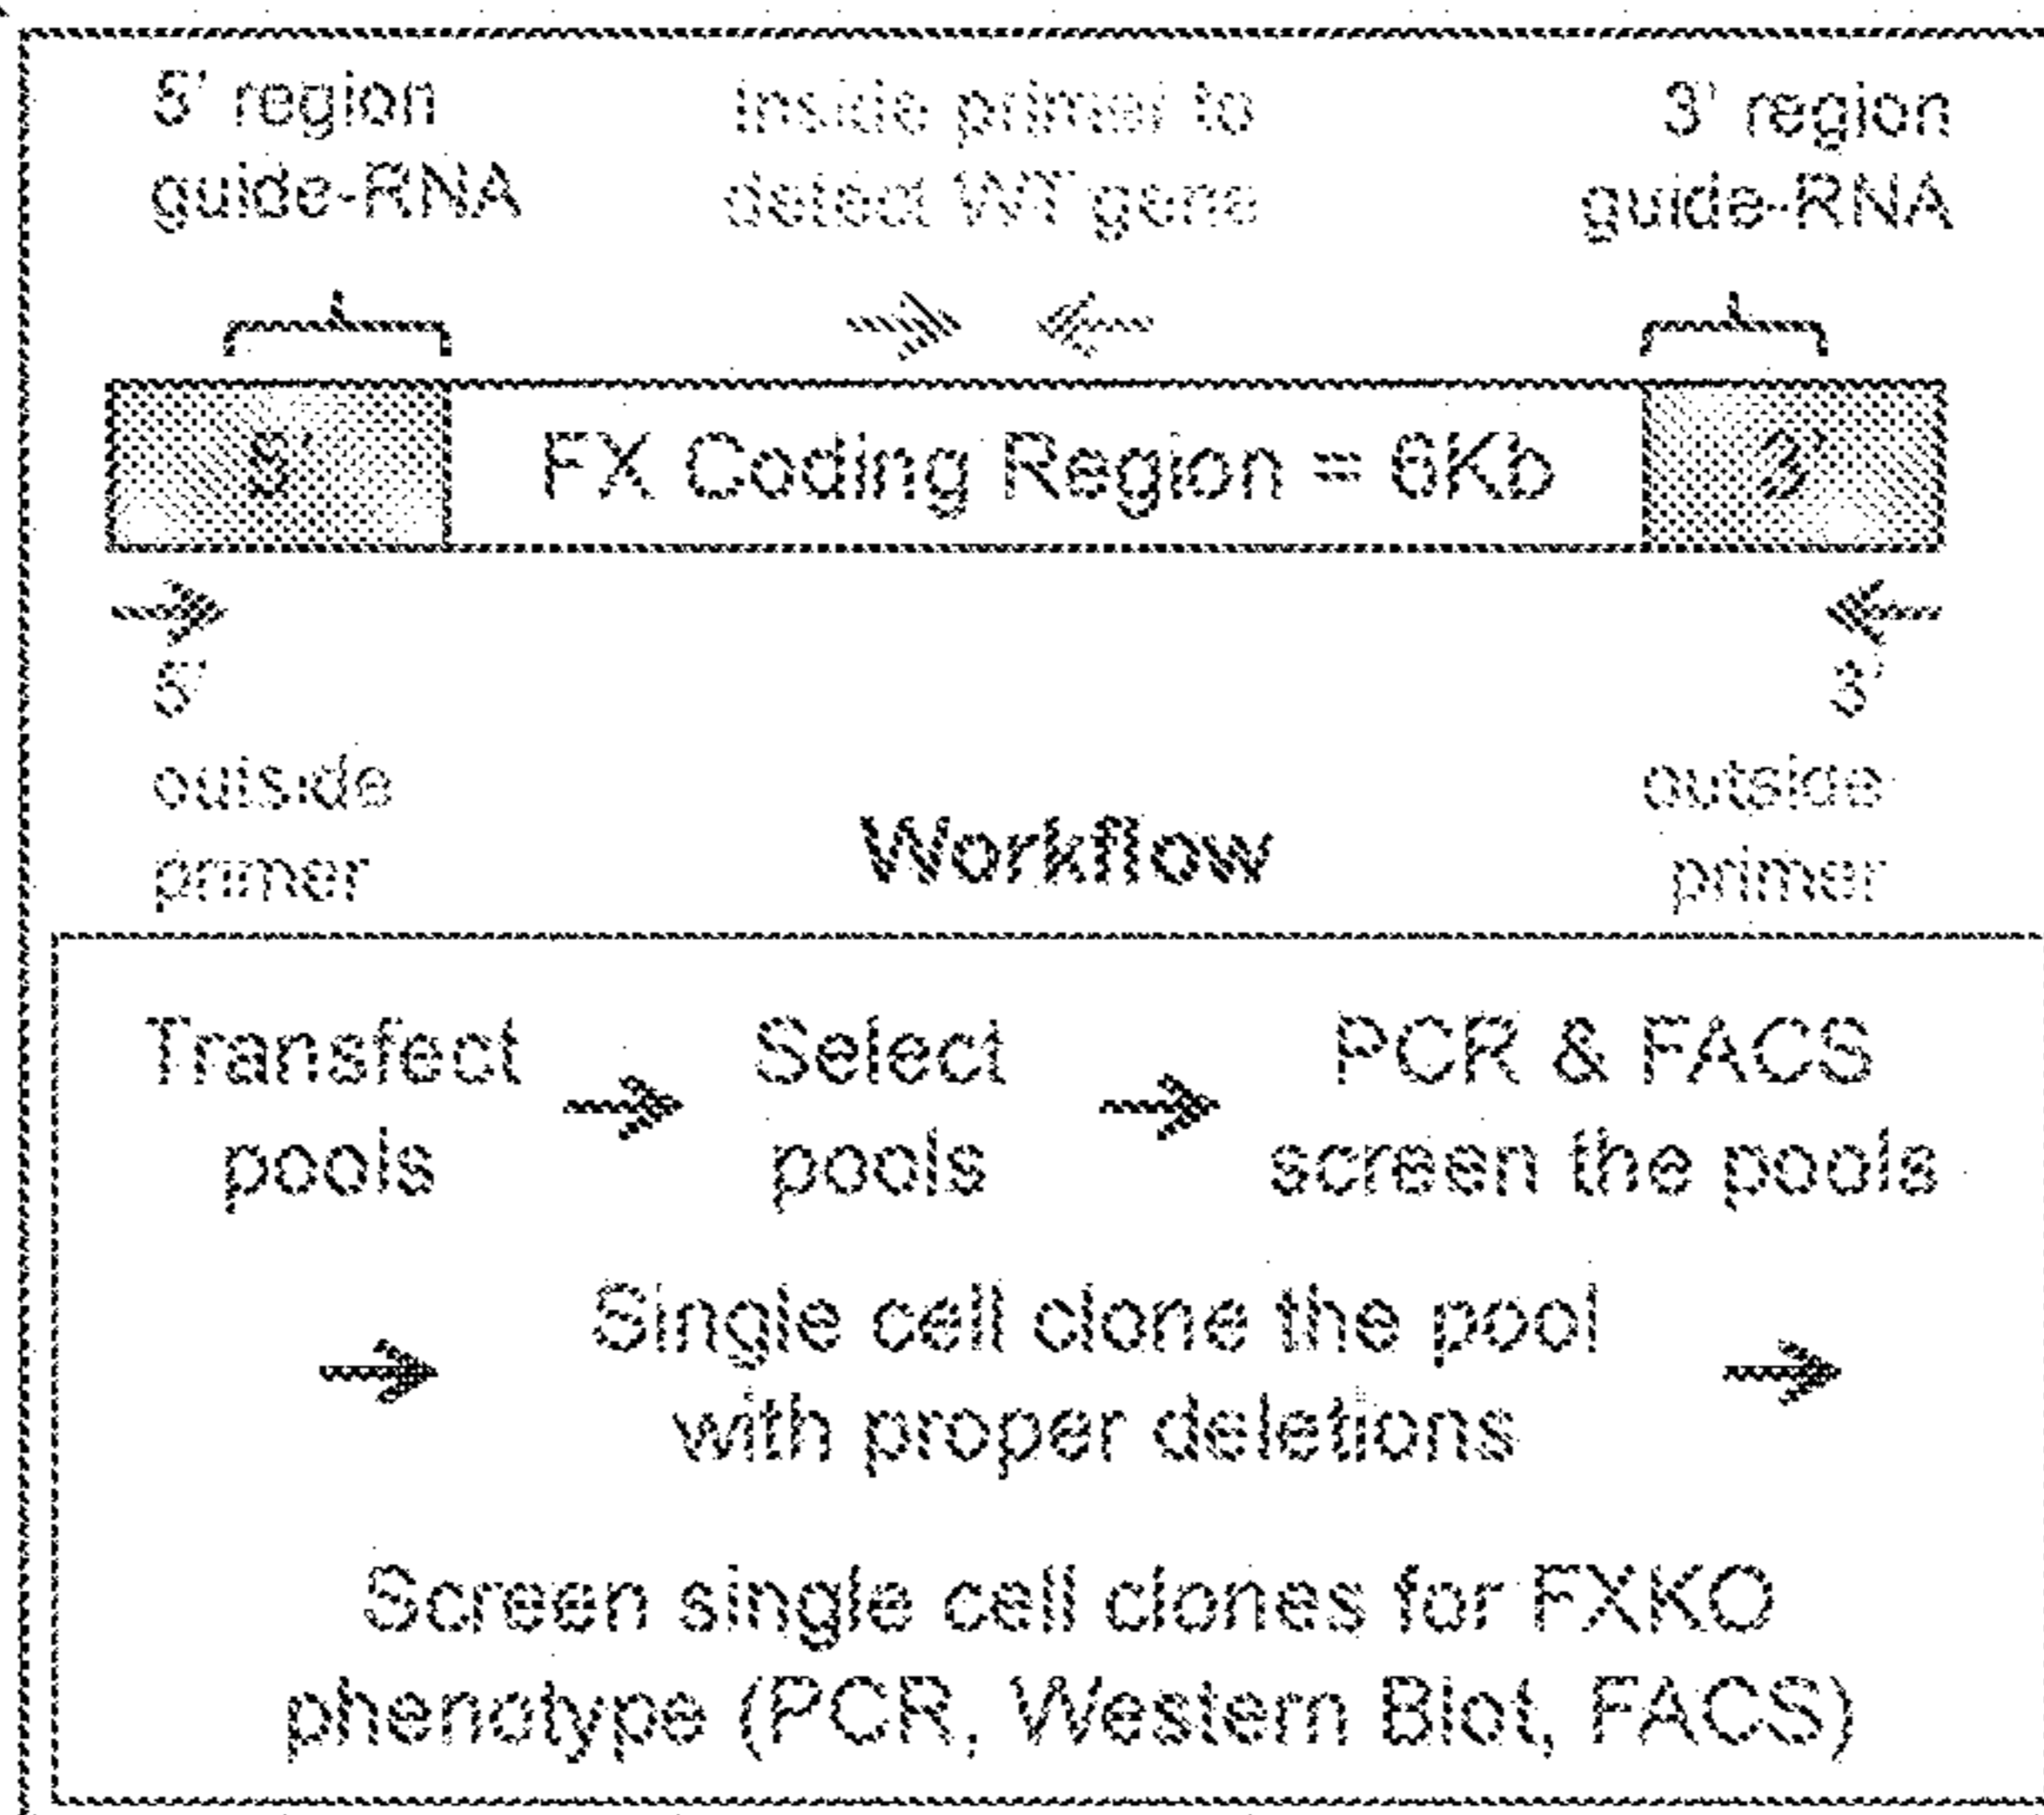 5' region
guide-RNA
Inside primer to
detect WT gene
3' region
guide-RNA
5'
FX Coding Region = 6Kb
3'
5'
outside
primer
3'
outside
primer
Workflow
Transfect
pools
Select
pools
PCR & FACS
screen the pools
Single cell clone the pool
with proper deletions
Screen single cell clones for FXKO
phenotype (PCR, Western Blot, FACS)